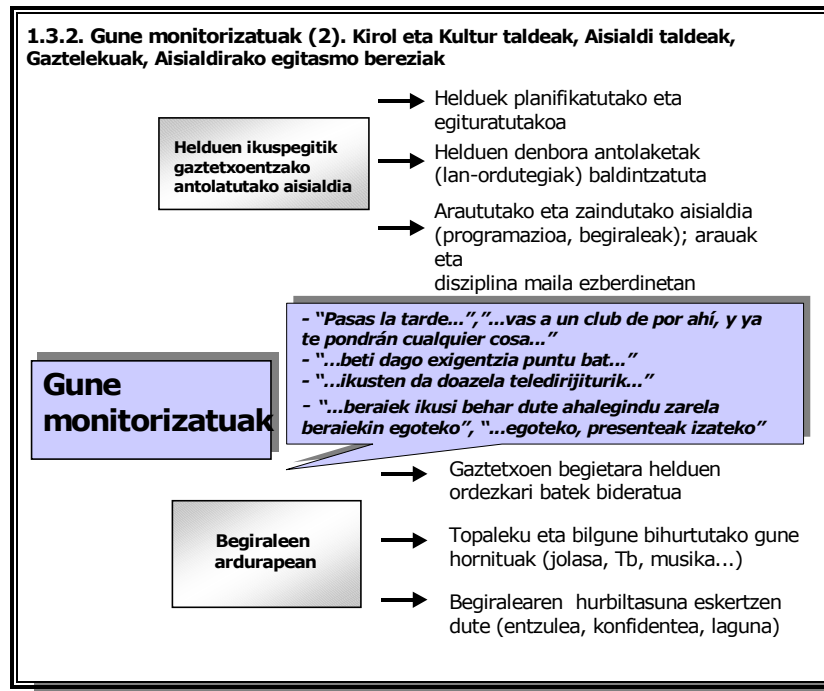 1.3.2. Gune monitorizatuak (2). Kirol eta Kultur taldeak, Aisialdi taldeak,
Gaztelekuak, Aisialdirako egitasmo bereziak
Helduen ikuspegitik
gaztetxoentzako
antolatutako aisialdia
Helduek planifikatutako eta
egituratutakoa
Helduen denbora antolaketak
(lan-ordutegiak) baldintzatuta
Araututako eta zaindutako aisialdia
(programazioa, begiraleak); arauak
eta
disziplina maila ezberdinetan
Gune
monitorizatuak
- “Pasas la tarde...”,”...vas a un club de por ahí, y ya
te pondrán cualquier cosa...”
- “...beti dago exigentzia puntu bat...”
- “...ikusten da doazela teledirijiturik...”
- “...beraiek ikusi behar dute ahalegindu zarela
beraiekin egoteko”, “...egoteko, presenteak izateko”
Begiraleen
ardurapean
Gaztetxoen begietara helduen
ordezkari batek bideratua
Topaleku eta bilgune bihurtutako gune
hornituak (jolasa, Tb, musika...)
Begiralearen hurbiltasuna eskertzen
dute (entzulea, konfidentea, laguna)